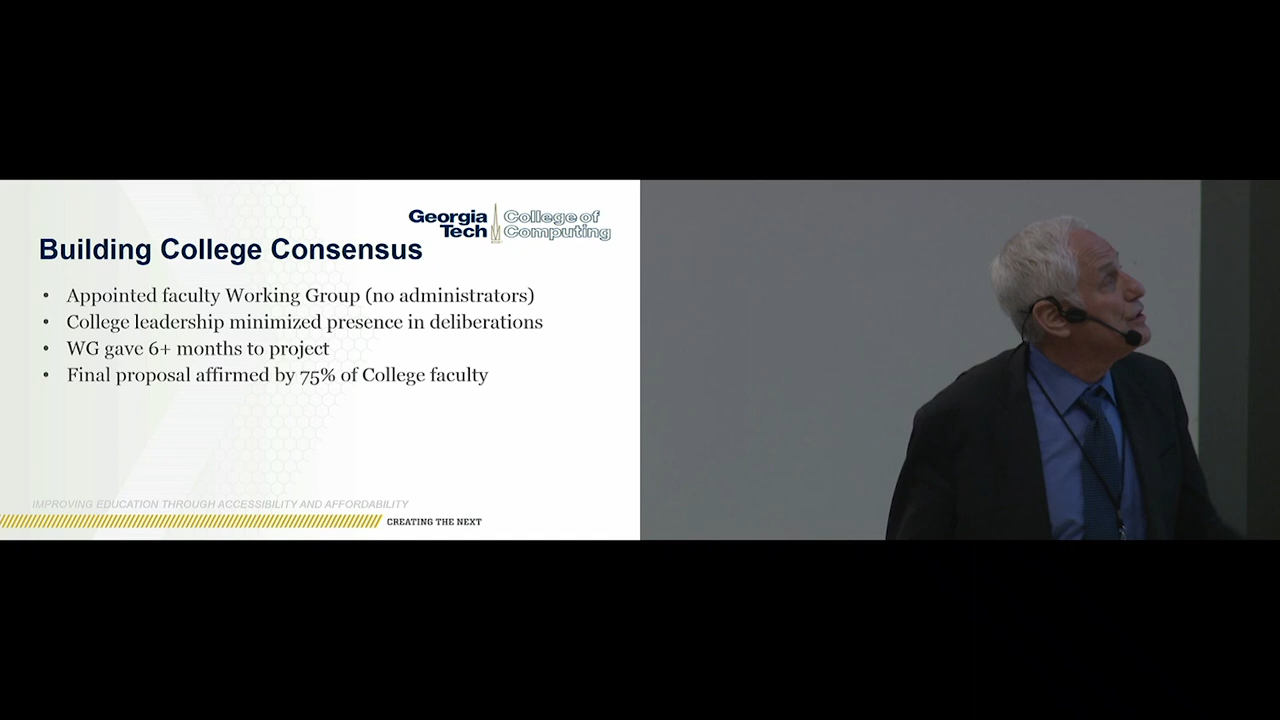 Georgia Tech
College of Computing
Building College Consensus
• Appointed faculty Working Group (no administrators)
• College leadership minimized presence in deliberations
• WG gave 6+ months to project
• Final proposal affirmed by 75% of College faculty
IMPROVING EDUCATION THROUGH ACCESSIBILITY AND AFFORDABILITY
CREATING THE NEXT